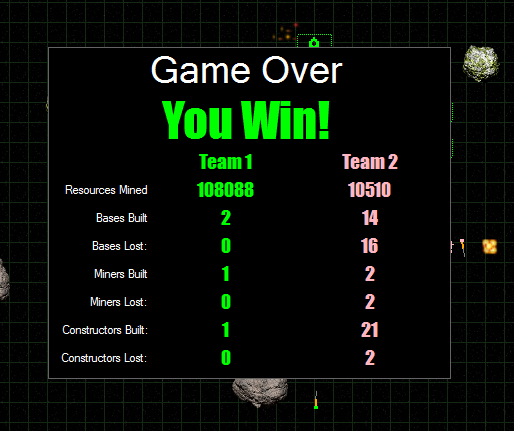 Game Over
You Win!
Team 1 Team 2
Resources Mined 108088 10510
Bases Built 2 14
Bases Lost: 0 16
Miners Built 1 2
Miners Lost: 0 2
Constructors Built: 1 21
Constructors Lost: 0 2